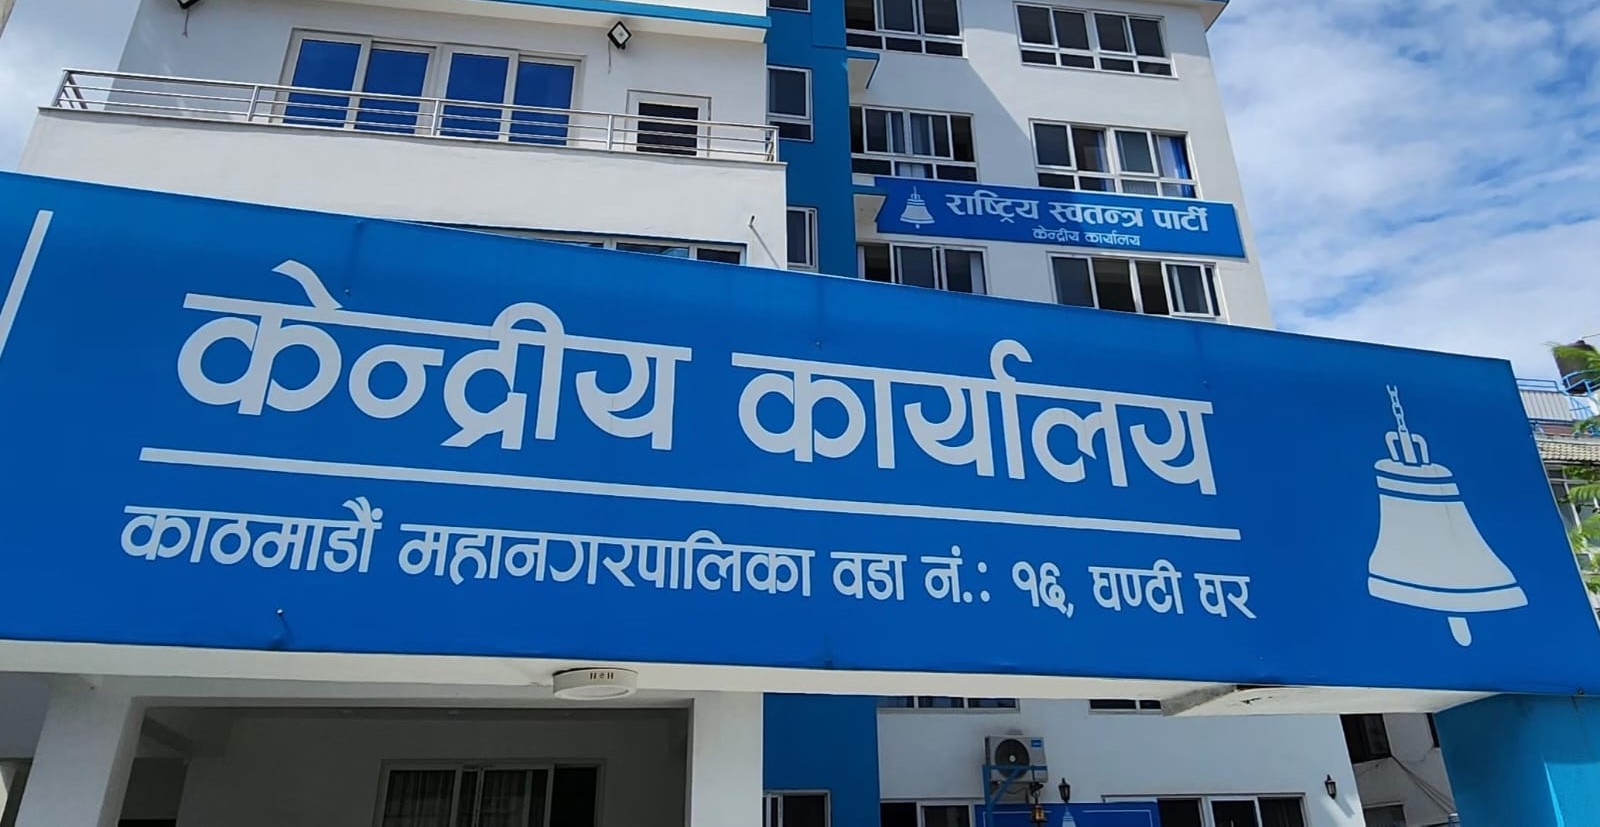 राष्ट्रिय स्वतन्त्र पार्टी
केन्द्रीय कार्यालय
केन्द्रीय कार्यालय
काठमाडौं महानगरपालिका वडा नं.: १६, घण्टी घर